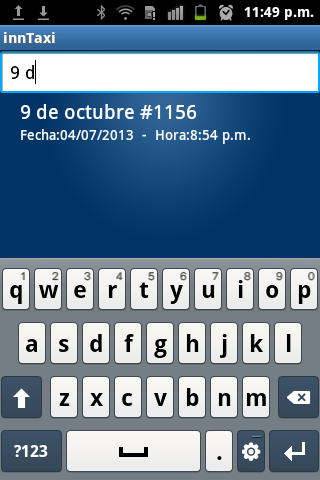 11:49 p.m.
innTaxi
9 d
9 de octubre #1156
Fecha:04/07/2013 - Hora:8:54 p.m.
1 2 3 4 5 6 7 8 9 0
q w e r t y u i o p
a s d f g h j k l
z x c v b n m
?123 .